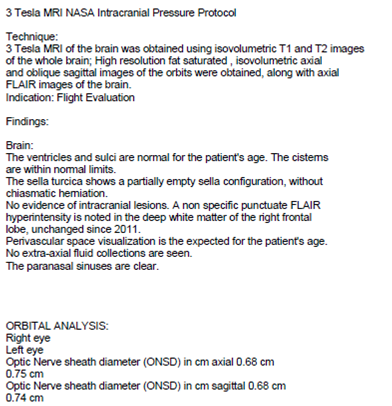 3 Tesla MRI NASA Intracranial Pressure Protocol
Technique:
3 Tesla MRI of the brain was obtained using isovolumetric T1 and T2 images
of the whole brain; High resolution fat saturated , isovolumetric axial
and oblique sagittal images of the orbits were obtained, along with axial
FLAIR images of the brain.
Indication: Flight Evaluation
Findings:
Brain:
The ventricles and sulci are normal for the patient's age. The cisterns
are within normal limits.
The sella turcica shows a partially empty sella configuration, without
chiasmatic herniation.
No evidence of intracranial lesions. A non specific punctuate FLAIR
hyperintensity is noted in the deep white matter of the right frontal
lobe, unchanged since 2011.
Perivascular space visualization is the expected for the patient's age.
No extra-axial fluid collections are seen.
The paranasal sinuses are clear.
ORBITAL ANALYSIS:
Right eye
Left eye
Optic Nerve sheath diameter (ONSD) in cm axial 0.68 cm
0.75 cm
Optic Nerve sheath diameter (ONSD) in cm sagittal 0.68 cm
0.74 cm